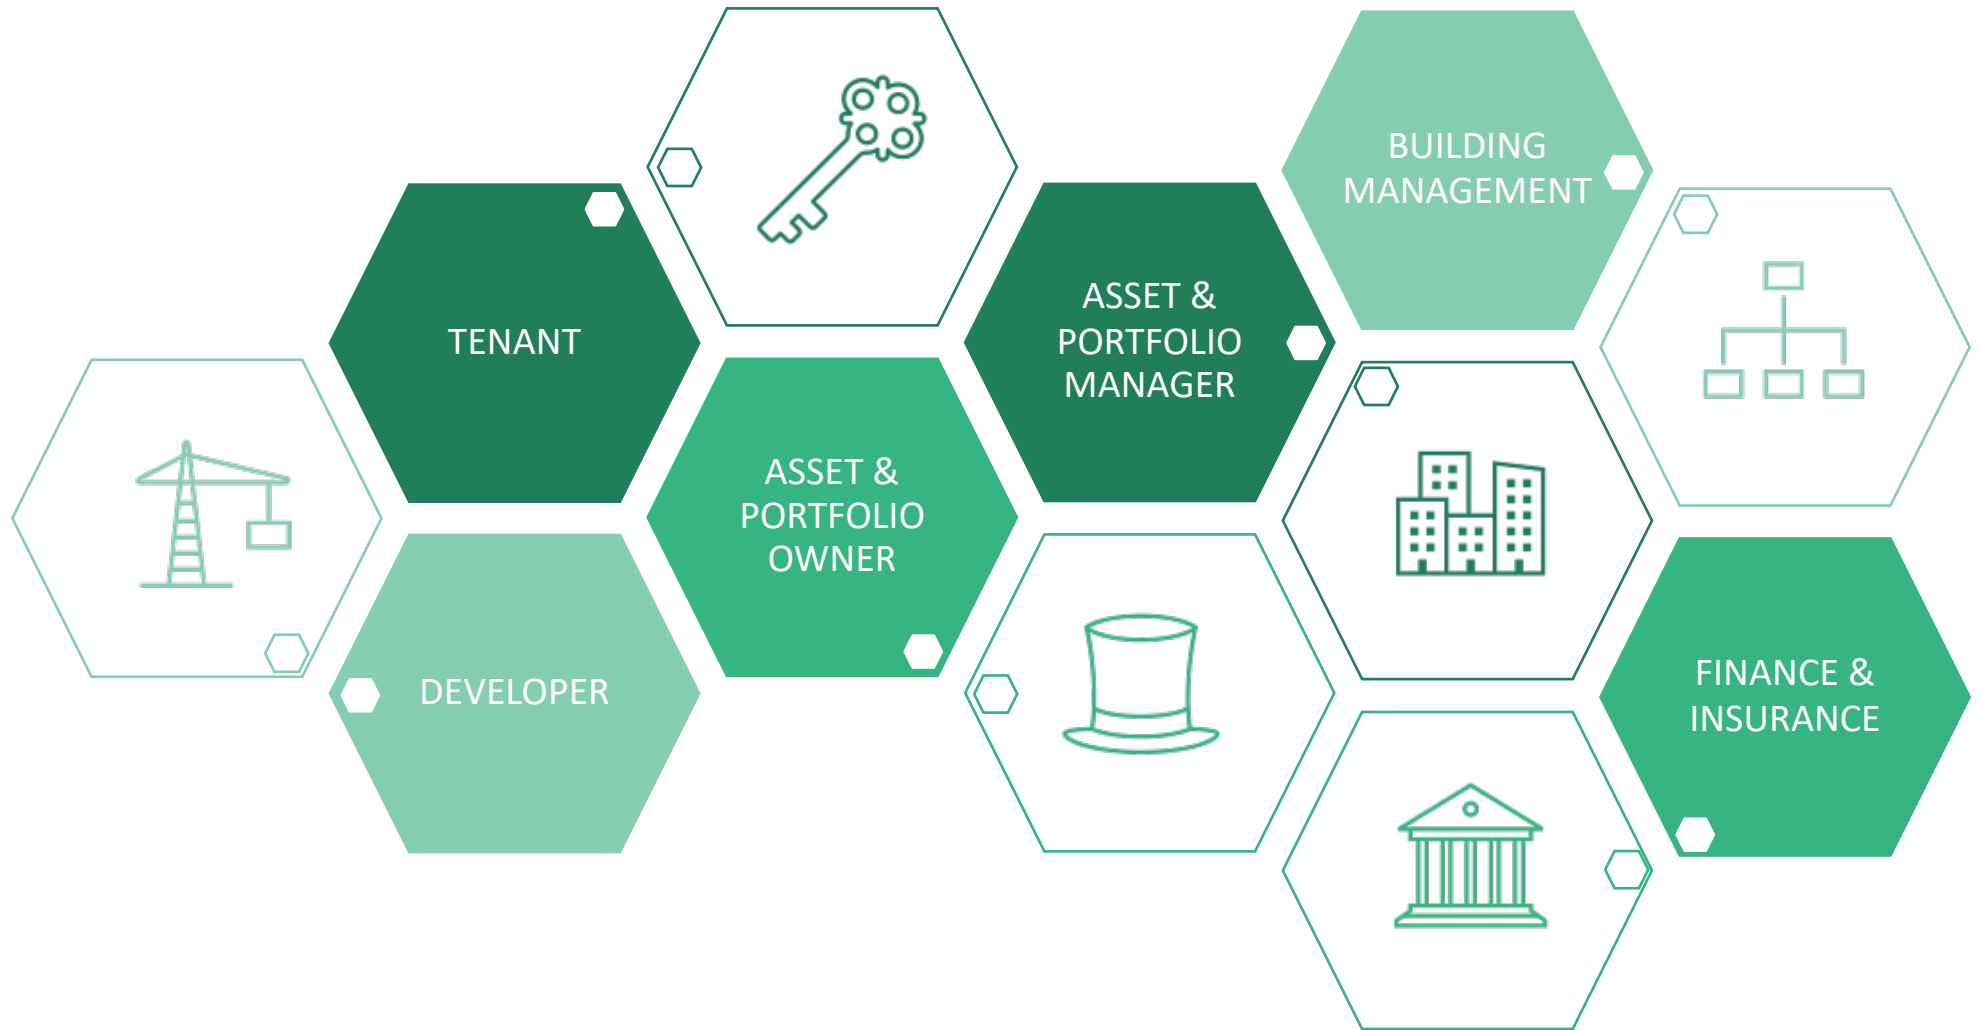 TENANT
DEVELOPER
ASSET &
PORTFOLIO
OWNER
ASSET &
PORTFOLIO
MANAGER
BUILDING
MANAGEMENT
FINANCE &
INSURANCE